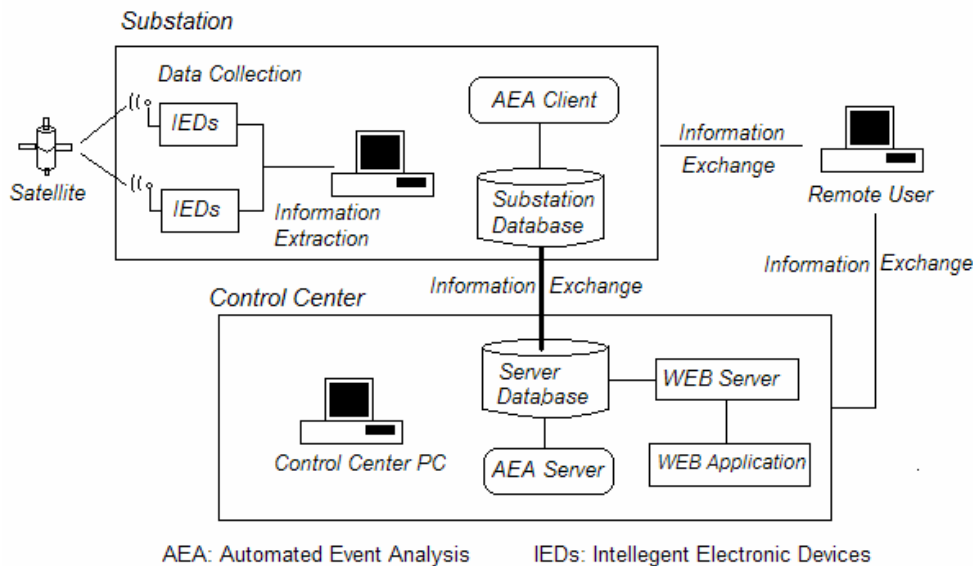 Substation
Data Collection
IEDs
IEDs
Satellite
Information
Extraction
AEA Client
Substation
Database
Information
Exchange
Remote User
Information Exchange
Information Exchange
Control Center
Server
Database
WEB Server
Control Center PC
AEA Server
WEB Application
AEA: Automated Event Analysis
IEDs: Intellegent Electronic Devices